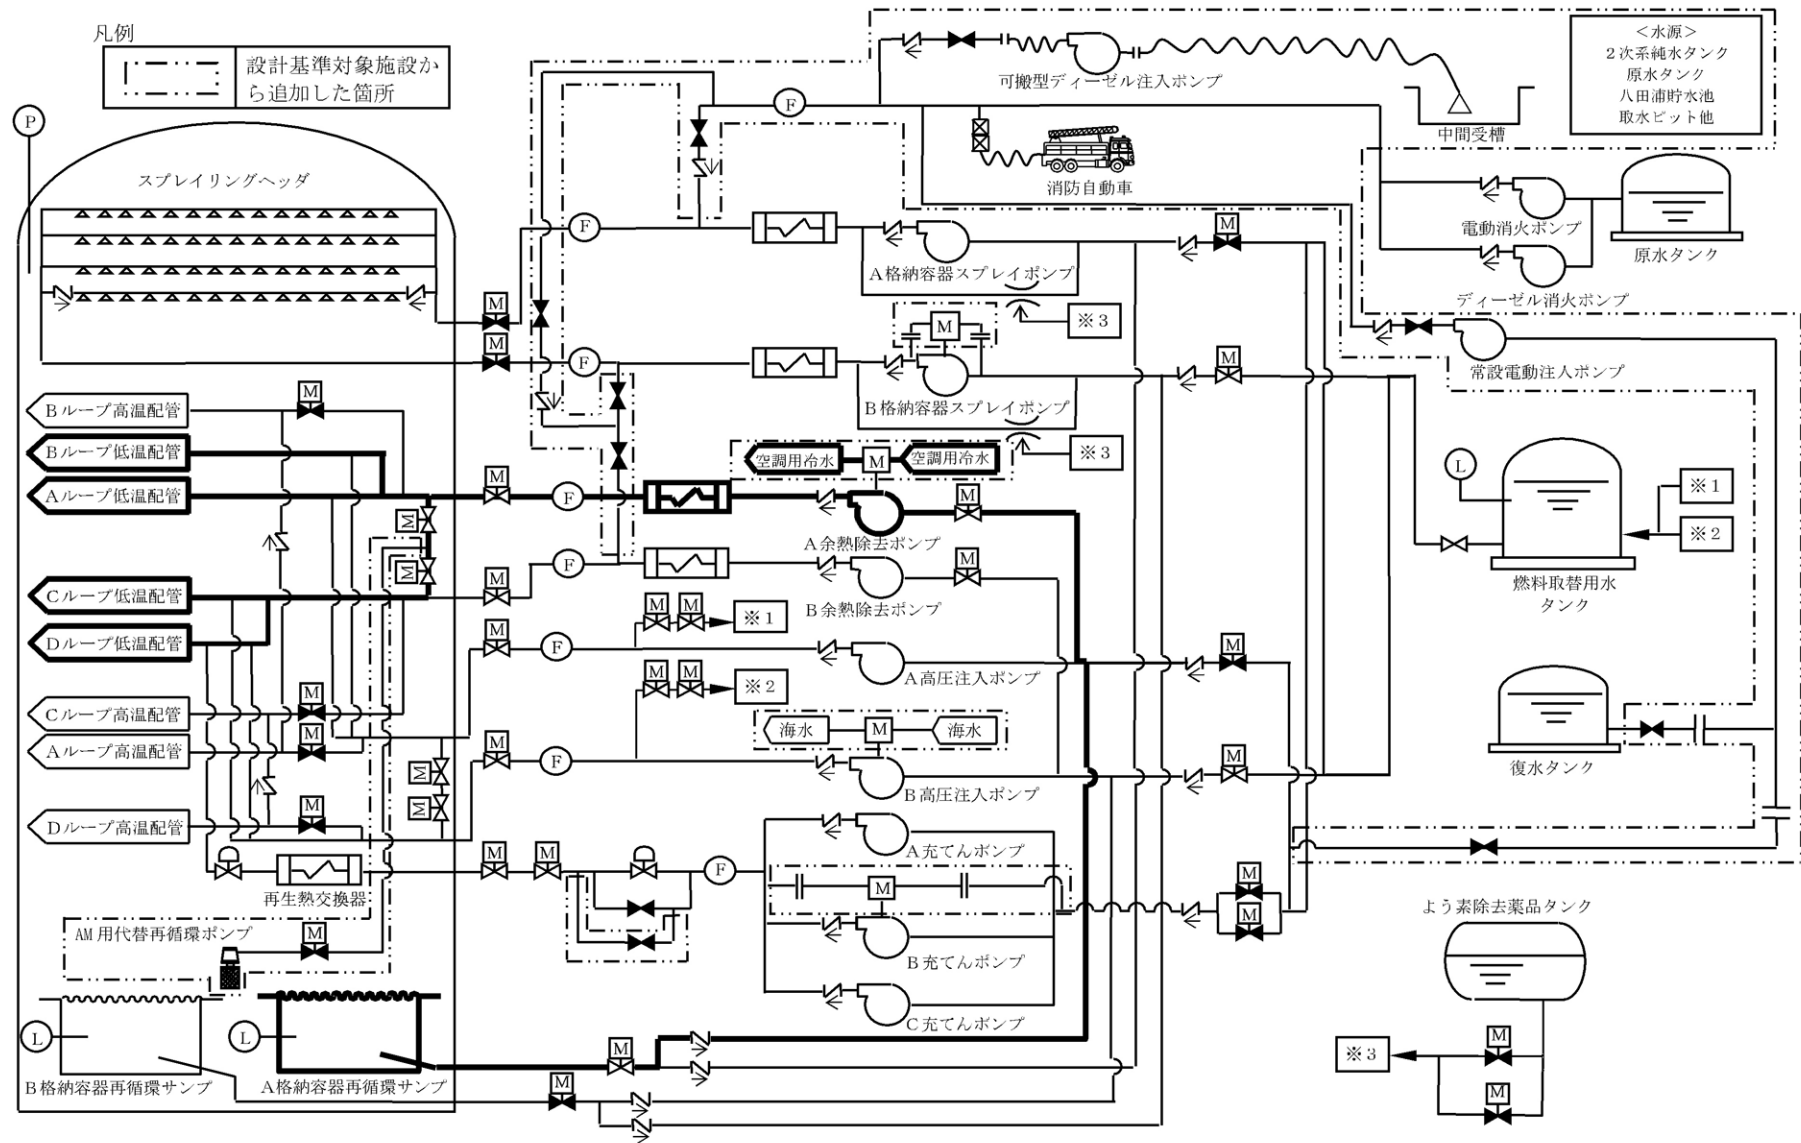 凡例
設計基準対象施設か
ら追加した箇所
P
スプレイリングヘッダ
F
可搬型ディーゼル注入ポンプ
中間受槽
<水源>
2次系純水タンク
原水タンク
八田浦貯水池
取水ピット他
消防自動車
電動消火ポンプ
原水タンク
ディーゼル消火ポンプ
F
M
A格納容器スプレイポンプ
M
※3
M
常設電動注入ポンプ
M
F
M
B格納容器スプレイポンプ
※3
Bループ高温配管
M
Bループ低温配管
空調用冷水
M
空調用冷水
L
※1
Aループ低温配管
M
F
M
※2
M
A余熱除去ポンプ
燃料取替用水
タンク
M
Cループ低温配管
M
F
M
B余熱除去ポンプ
M
M
※1
Dループ低温配管
M
F
M
A高圧注入ポンプ
M
M
※2
Cループ高温配管
M
海水
M
海水
Aループ高温配管
M
M
F
M
復水タンク
M
M
B高圧注入ポンプ
Dループ高温配管
M
A充てんポンプ
M
M
F
再生熱交換器
M
M
M
よう素除去薬品タンク
AM用代替再循環ポンプ
M
B充てんポンプ
C充てんポンプ
L
L
M
B格納容器再循環サンプ
A格納容器再循環サンプ
M
※3
M
M